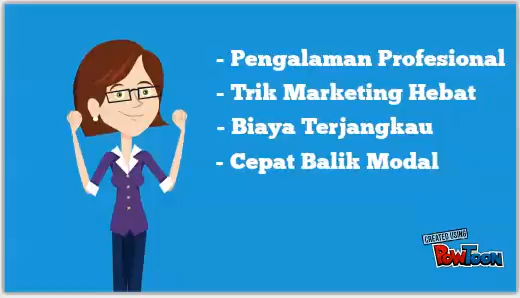 - Pengalaman Profesional
- Trik Marketing Hebat
- Biaya Terjangkau
- Cepat Balik Modal
CREATED USING
POWTOON